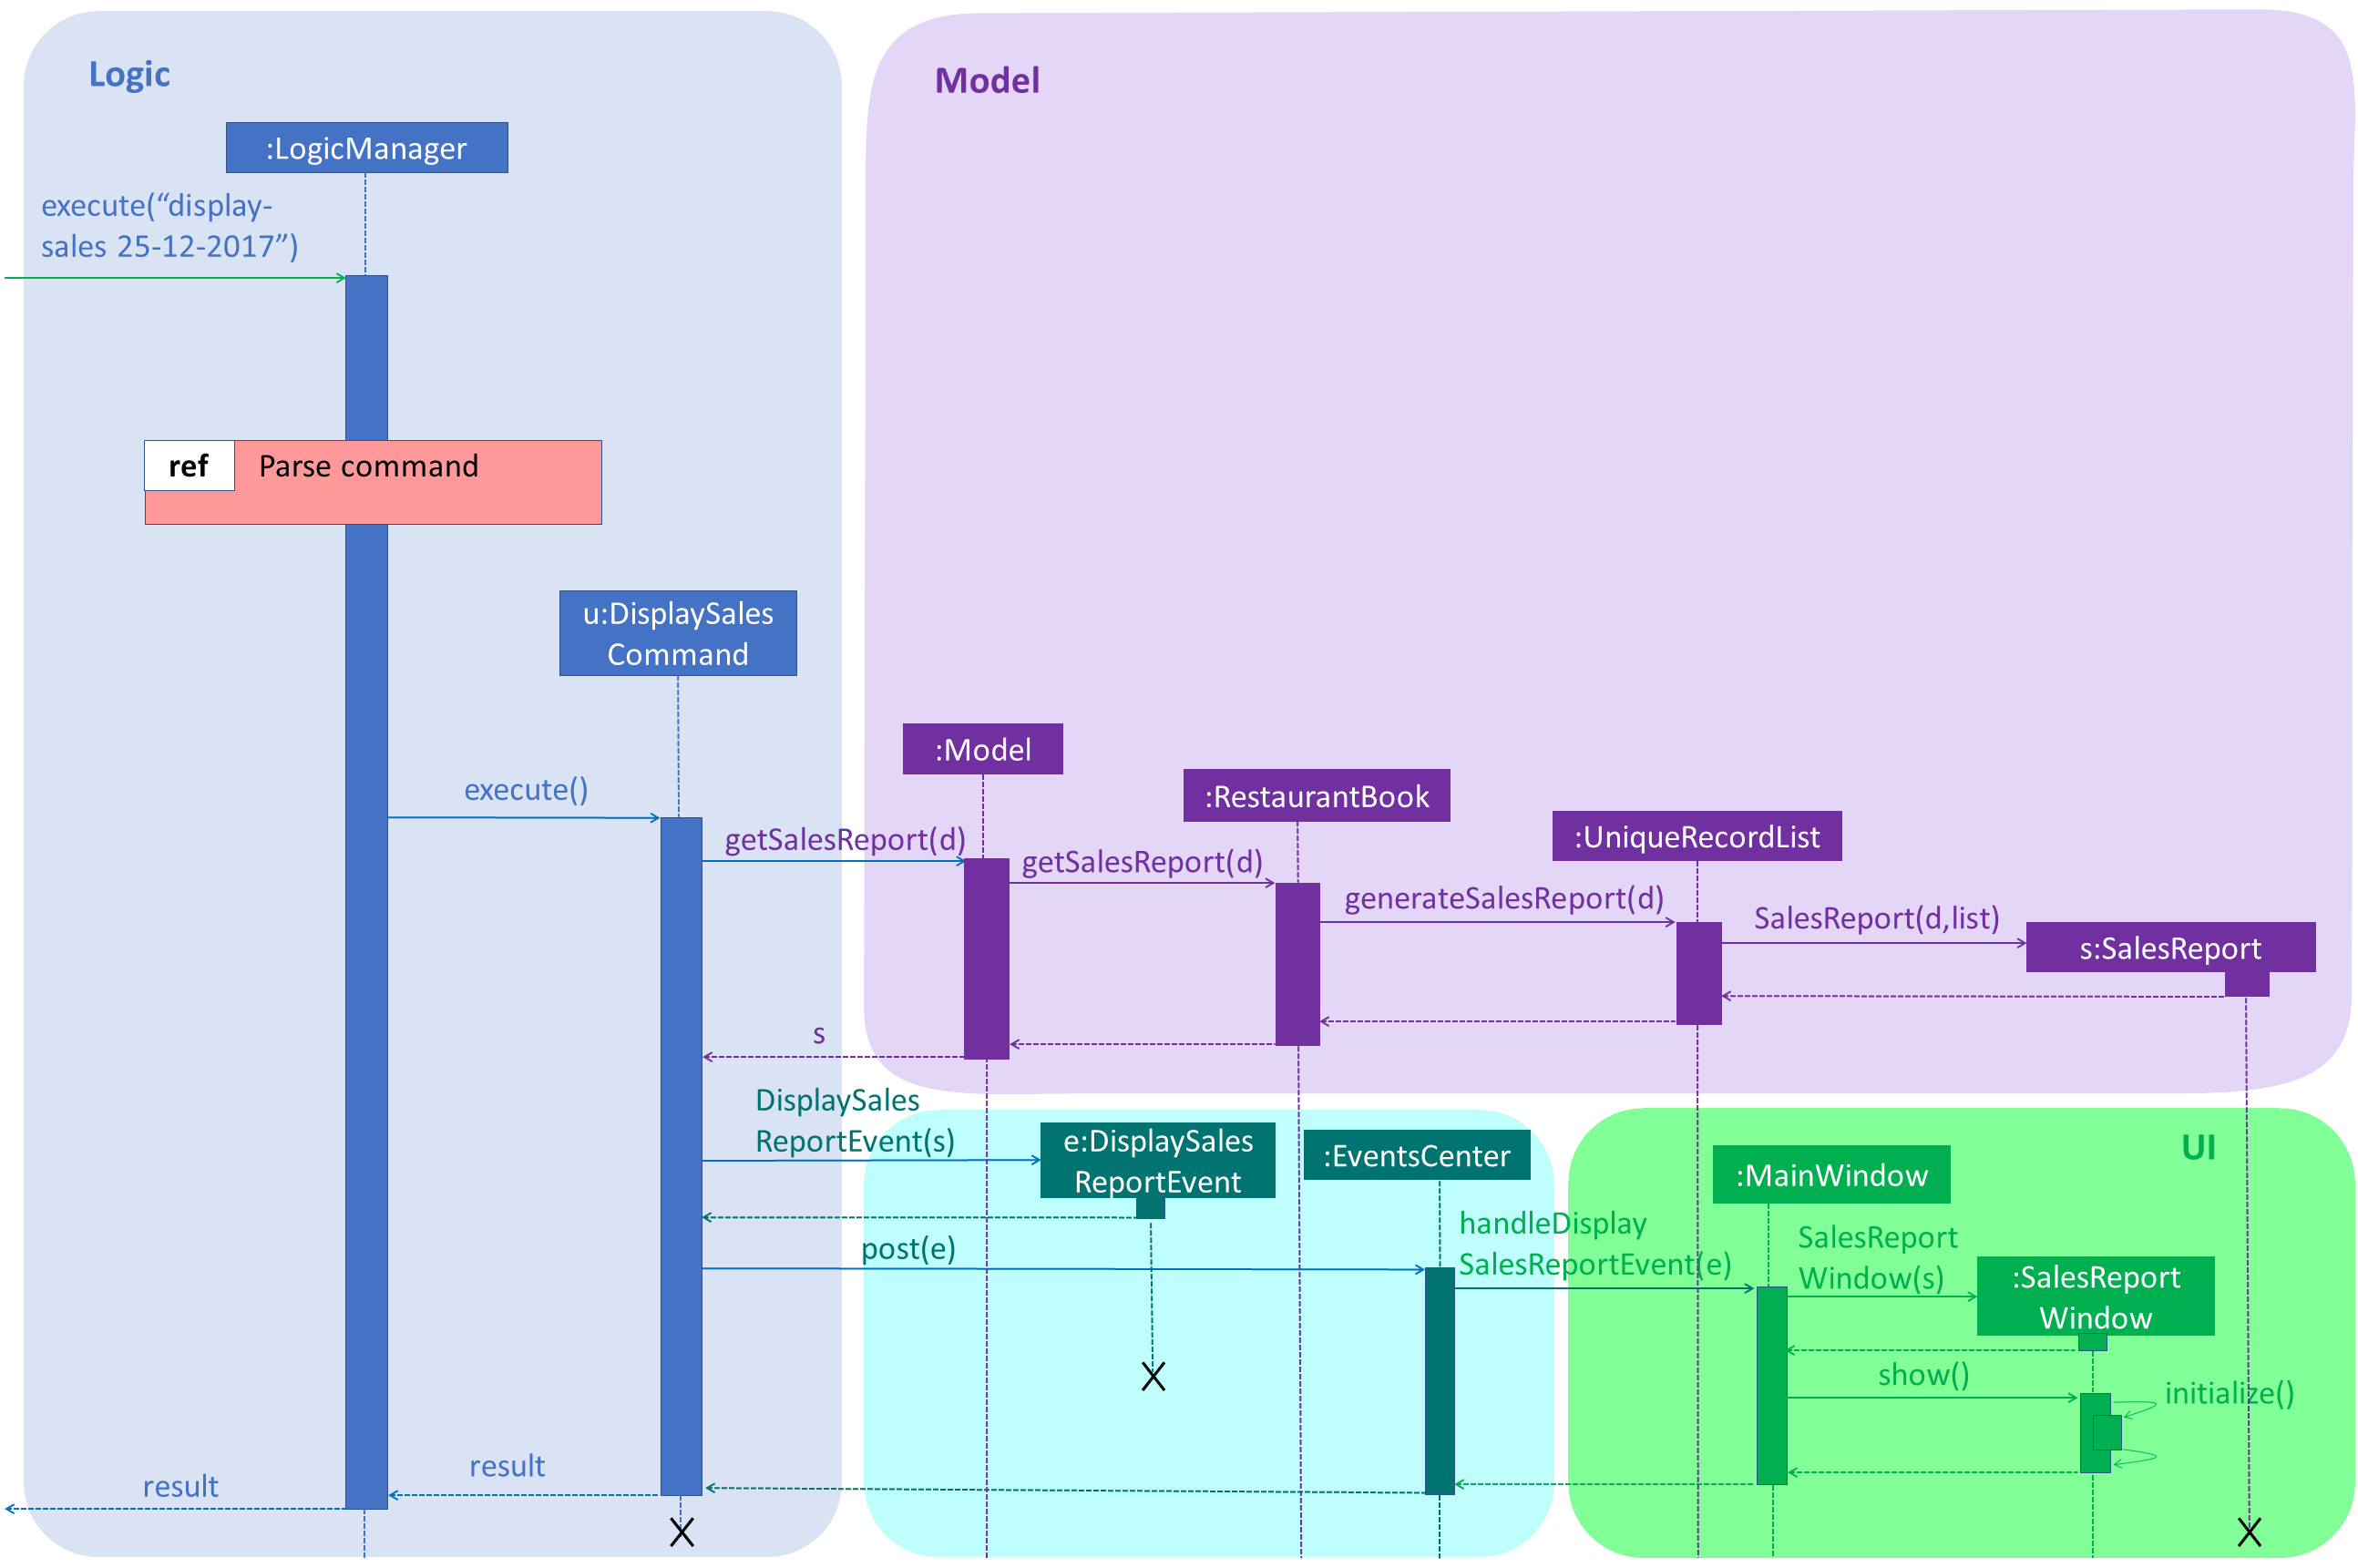 Logic
Model
:LogicManager
execute(“display-
sales 25-12-2017”)
ref
Parse command
u:DisplaySales
Command
:Model
:RestaurantBook
:UniqueRecordList
execute()
getSalesReport(d)
getSalesReport(d)
generateSalesReport(d)
SalesReport(d,list)
s:SalesReport
s
DisplaySales
ReportEvent(s)
e:DisplaySales
ReportEvent
:EventsCenter
UI
:MainWindow
post(e)
handleDisplay
SalesReportEvent(e)
SalesReport
Window(s)
:SalesReport
Window
show()
initialize()
result
result